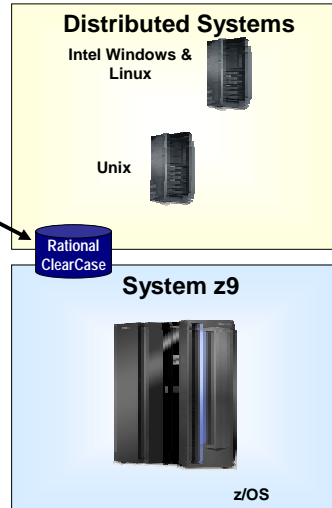 Distributed Systems
Intel Windows &
Linux
Unix
Rational
ClearCase
System z9
z/OS